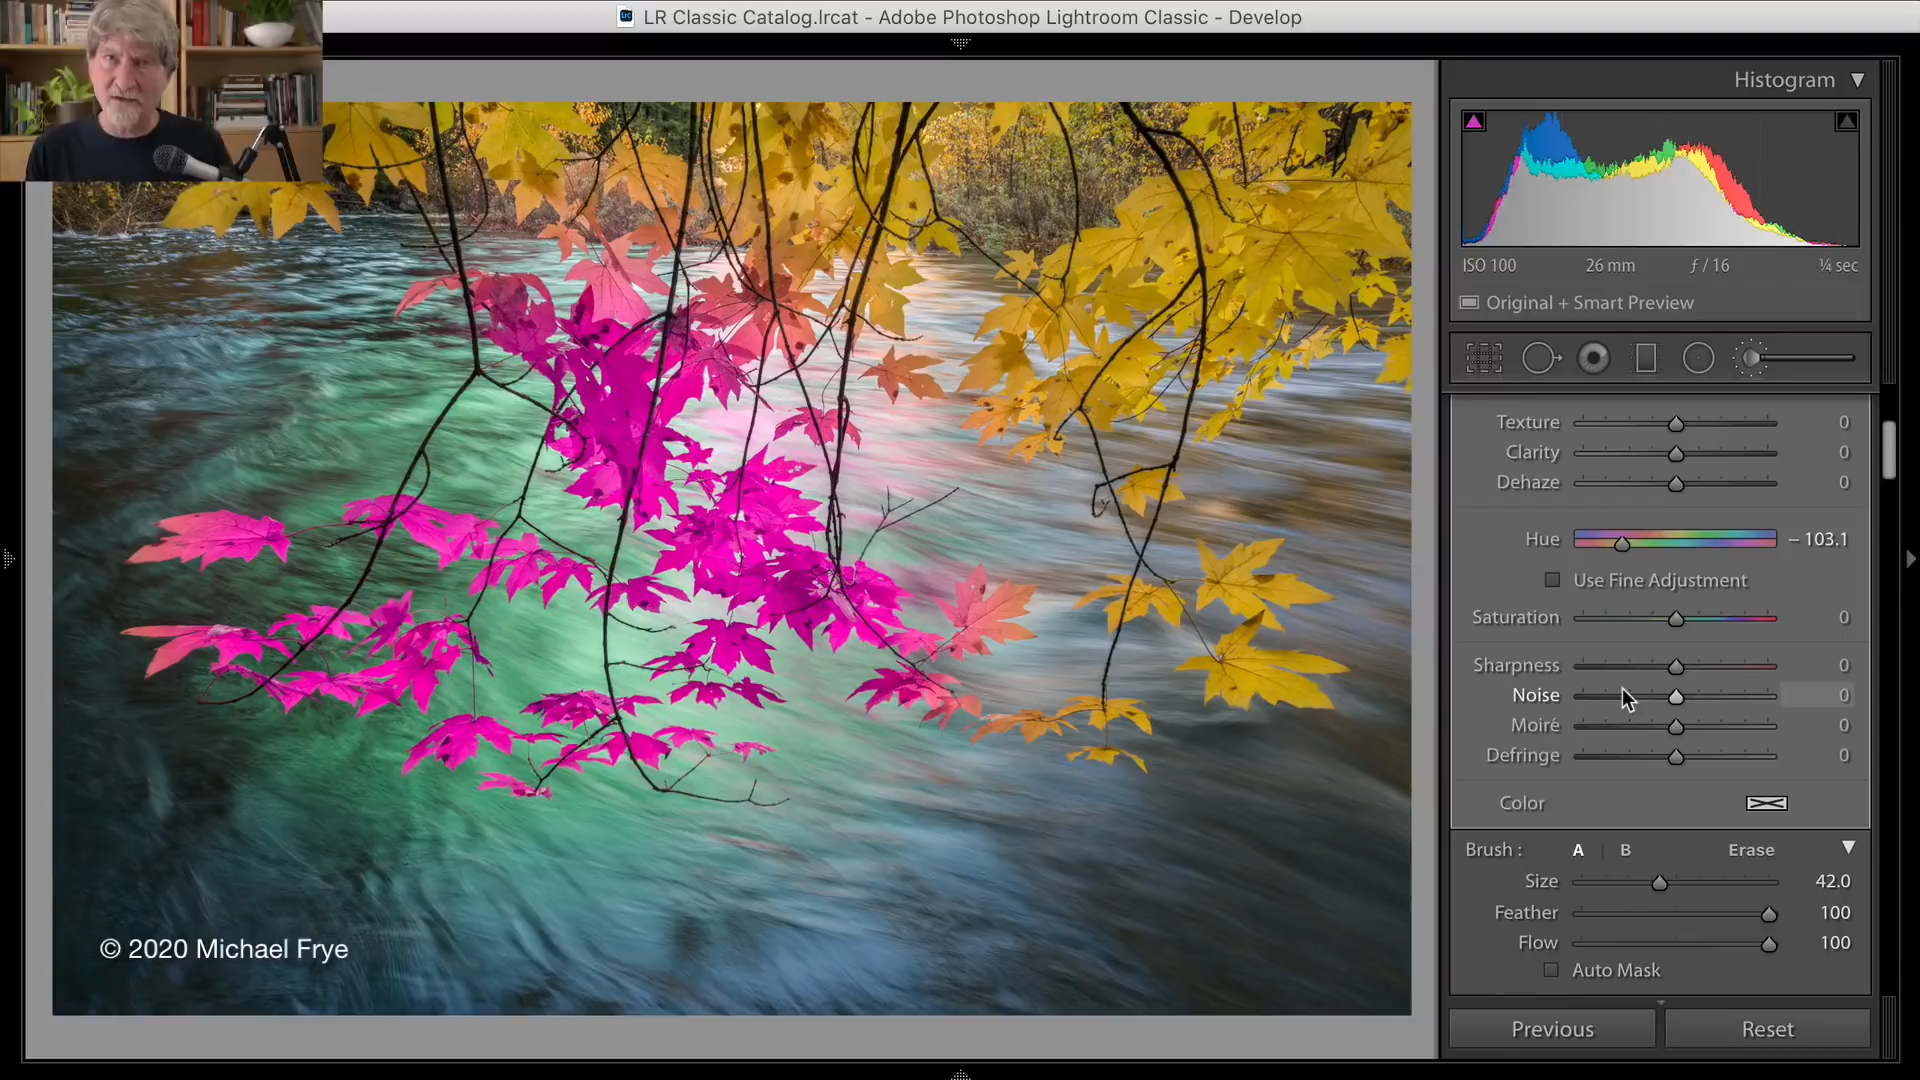 LR Classic Catalog.lrcat - Adobe Photoshop Lightroom Classic - Develop
Histogram
ISO 100 26 mm ƒ / 16 ¼ sec
Original + Smart Preview
Texture 0
Clarity 0
Dehaze 0
Hue – 103.1
Use Fine Adjustment
Saturation 0
Sharpness 0
Noise 0
Moiré 0
Defringe 0
Color
Brush : A B Erase
Size 42.0
Feather 100
Flow 100
Auto Mask
Previous Reset
© 2020 Michael Frye